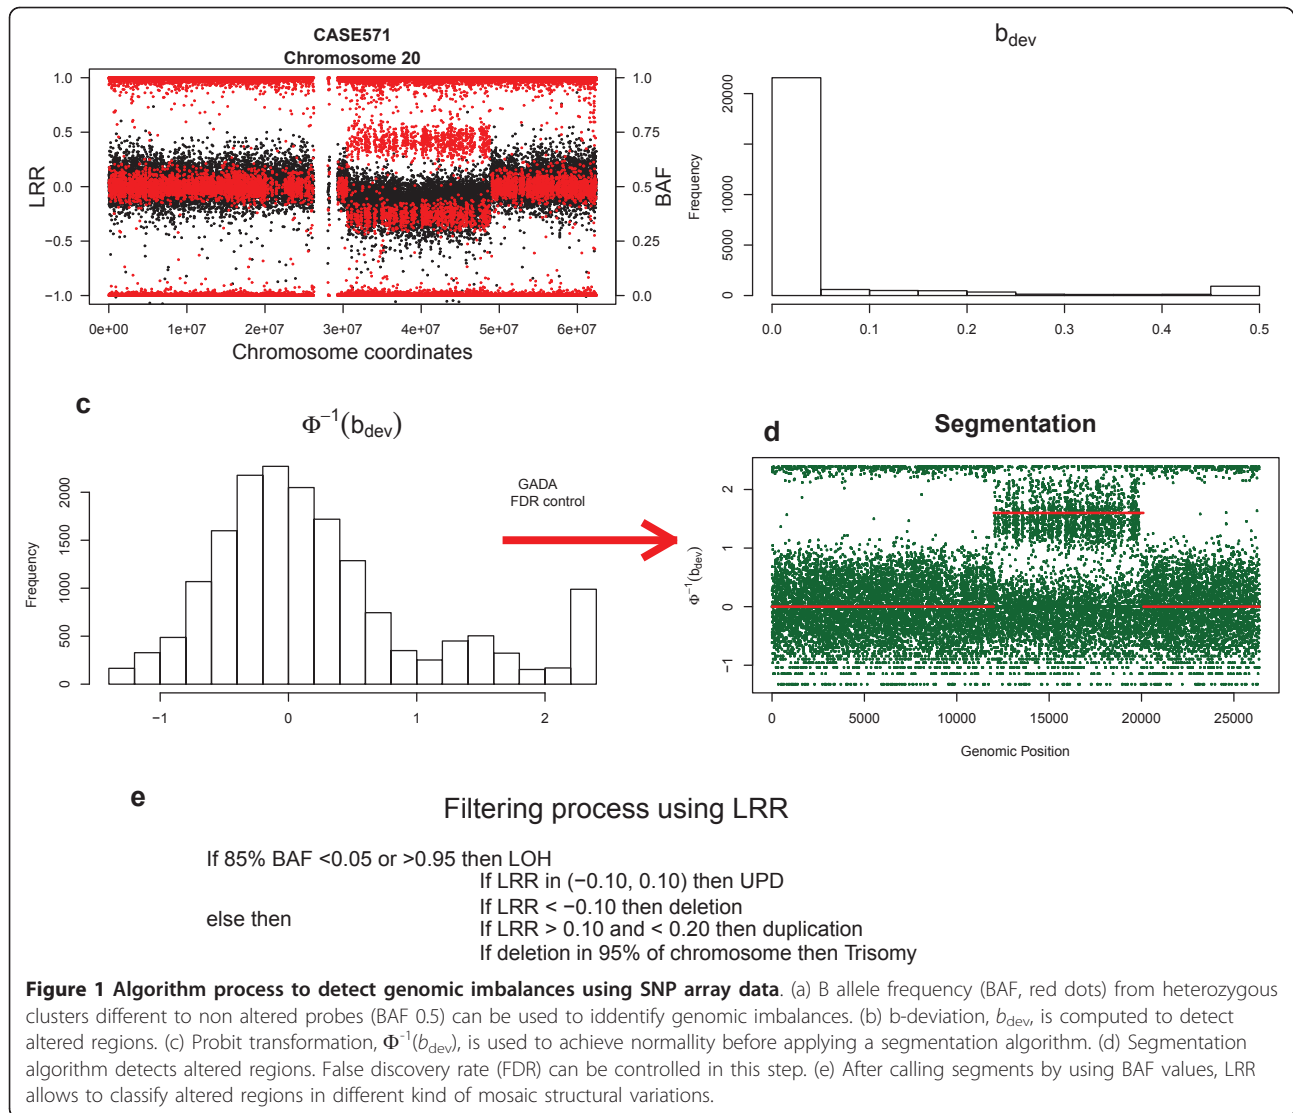 CASE571
Chromosome 20
1.0
0.5
0.0
−0.5
−1.0
LRR
1.0
0.75
0.5
0.25
0.0
BAF
0e+00 1e+07 2e+07 3e+07 4e+07 5e+07 6e+07
Chromosome coordinates
b_dev
20000
10000
5000
0
Frequency
0.0 0.1 0.2 0.3 0.4 0.5
c
Φ⁻¹(b_dev)
2000
1500
1000
500
0
Frequency
−1 0 1 2
GADA
FDR control
d
Segmentation
2
1
0
−1
Φ⁻¹(b_dev)
0 5000 10000 15000 20000 25000
Genomic Position
e
Filtering process using LRR
If 85% BAF <0.05 or >0.95 then LOH
If LRR in (−0.10, 0.10) then UPD
else then
If LRR < −0.10 then deletion
If LRR > 0.10 and < 0.20 then duplication
If deletion in 95% of chromosome then Trisomy
Figure 1 Algorithm process to detect genomic imbalances using SNP array data. (a) B allele frequency (BAF, red dots) from heterozygous
clusters different to non altered probes (BAF 0.5) can be used to iddentify genomic imbalances. (b) b-deviation, b_dev, is computed to detect
altered regions. (c) Probit transformation, Φ⁻¹(b_dev), is used to achieve normallity before applying a segmentation algorithm. (d) Segmentation
algorithm detects altered regions. False discovery rate (FDR) can be controlled in this step. (e) After calling segments by using BAF values, LRR
allows to classify altered regions in different kind of mosaic structural variations.